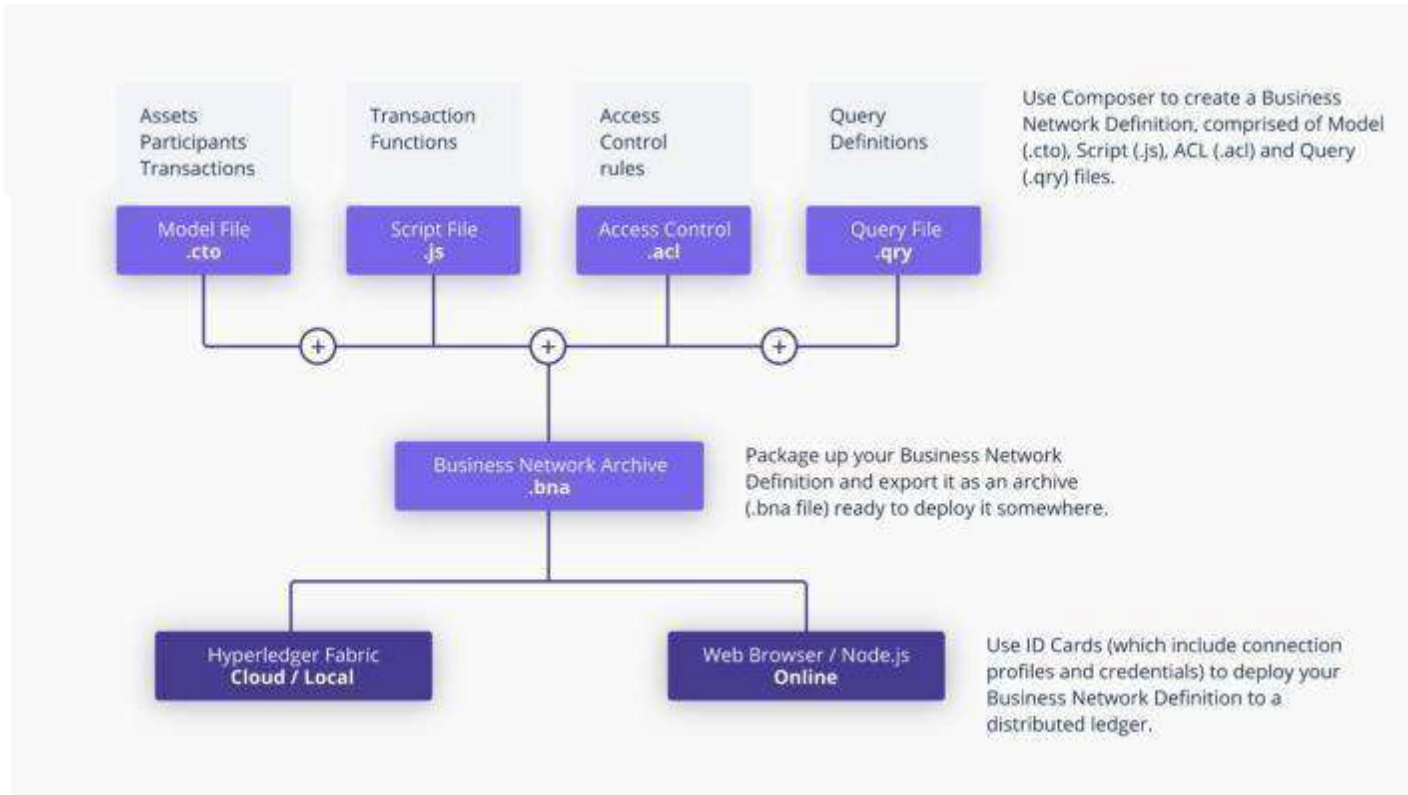 Assets
Participants
Transactions
Transaction
Functions
Access
Control
rules
Query
Definitions
Use Composer to create a Business
Network Definition, comprised of Model
(.cto), Script (.js), ACL (.acl) and Query
(.qry) files.
Model File
.cto
Script File
.js
Access Control
.acl
Query File
.qry
+
+
+
Business Network Archive
.bna
Package up your Business Network
Definition and export it as an archive
(.bna file) ready to deploy it somewhere.
Hyperledger Fabric
Cloud / Local
Web Browser / Node.js
Online
Use ID Cards (which include connection
profiles and credentials) to deploy your
Business Network Definition to a
distributed ledger.